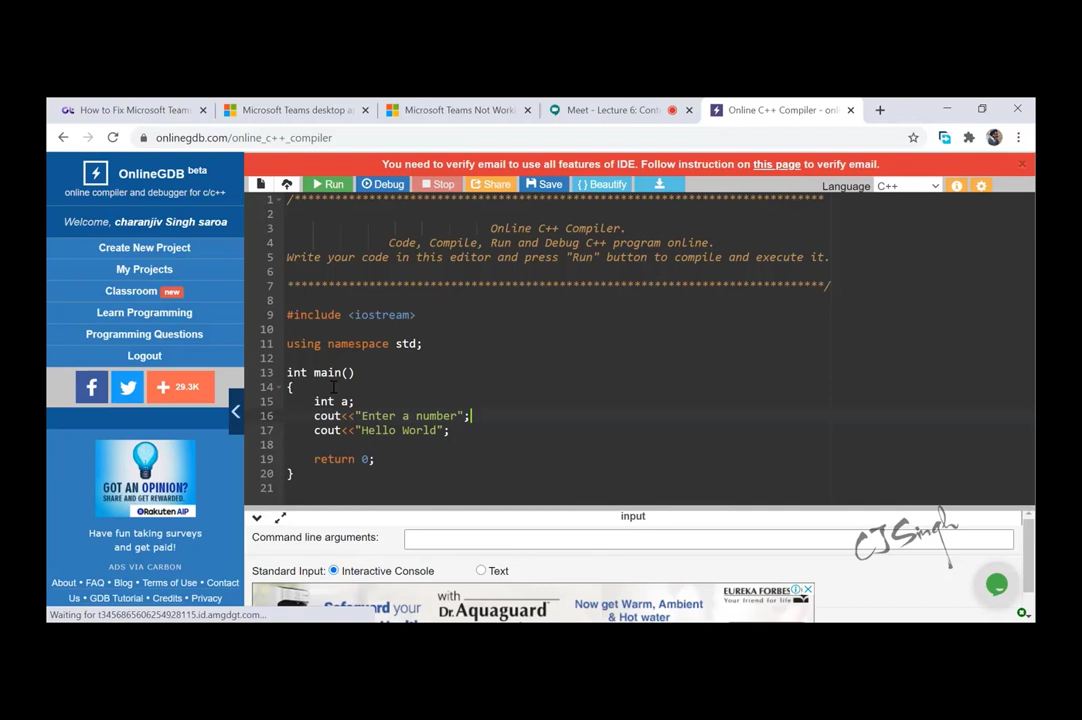 How to Fix Microsoft Teams
Microsoft Teams desktop a
Microsoft Teams Not Worki
Meet - Lecture 6: Cont
Online C++ Compiler - onl
onlinegdb.com/online_c++_compiler
OnlineGDB beta
online compiler and debugger for c/c++
Welcome, charanjiv Singh saroa
Create New Project
My Projects
Classroom new
Learn Programming
Programming Questions
Logout
f
+ 29.3K
GOT AN OPINION?
SHARE AND GET REWARDED.
Rakuten AIP
Have fun taking surveys
and get paid!
ADS VIA CARBON
About • FAQ • Blog • Terms of Use • Contact
Us • GDB Tutorial • Credits • Privacy
Waiting for t3456865606254928115.id.amgdgt.com...
You need to verify email to use all features of IDE. Follow instruction on this page to verify email.
Run
Debug
Stop
Share
Save
{ } Beautify
Language C++
1 /******************************************************************************
2
3 Online C++ Compiler.
4 Code, Compile, Run and Debug C++ program online.
5 Write your code in this editor and press "Run" button to compile and execute it.
6
7 *******************************************************************************/
8
9 #include <iostream>
10
11 using namespace std;
12
13 int main()
14 {
15 int a;
16 cout<<"Enter a number";
17 cout<<"Hello World";
18
19 return 0;
20 }
21
input
Command line arguments:
Standard Input: Interactive Console Text
CJSingh
Safeguard your
with
Dr.Aquaguard
Now get Warm, Ambient
& Hot water
EUREKA FORBES
Your friend for life